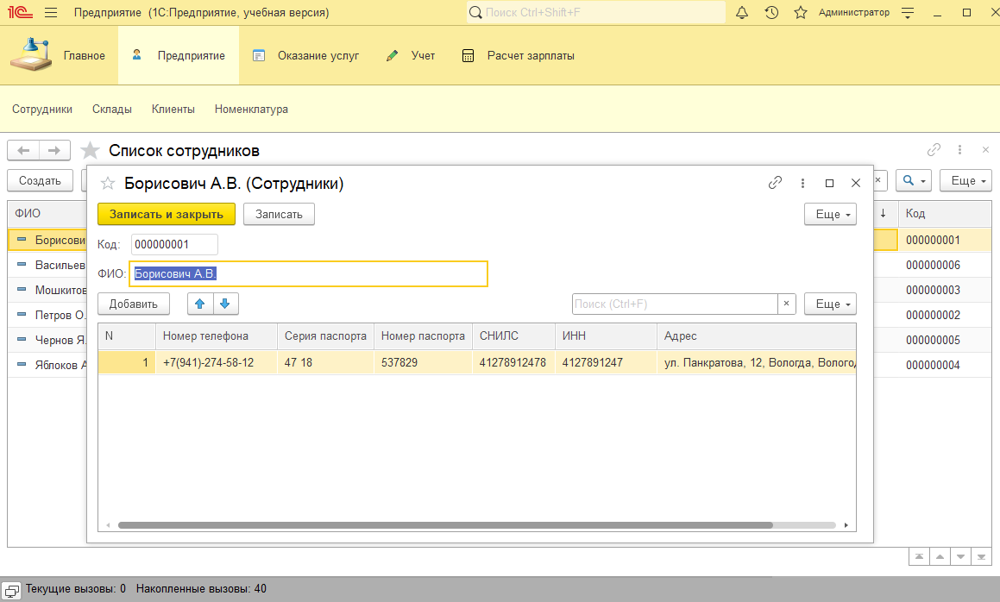 1С Предприятие (1С:Предприятие, учебная версия) Поиск Ctrl+Shift+F Администратор
Главное Предприятие Оказание услуг Учет Расчет зарплаты
Сотрудники Склады Клиенты Номенклатура
Список сотрудников
Создать Еще
ФИО Код
Борисович А.В. (Сотрудники)
Записать и закрыть Записать Еще
Код: 000000001
ФИО: Борисович А.В.
Добавить Поиск (Ctrl+F) × Еще
N Номер телефона Серия паспорта Номер паспорта СНИЛС ИНН Адрес
1 +7(941)-274-58-12 47 18 537829 41278912478 4127891247 ул. Панкратова, 12, Вологда, Волого
Борисови 000000001
Васильев 000000006
Мошкитов 000000003
Петров О. 000000002
Чернов Я. 000000005
Яблоков А 000000004
Текущие вызовы: 0 Накопленные вызовы: 40